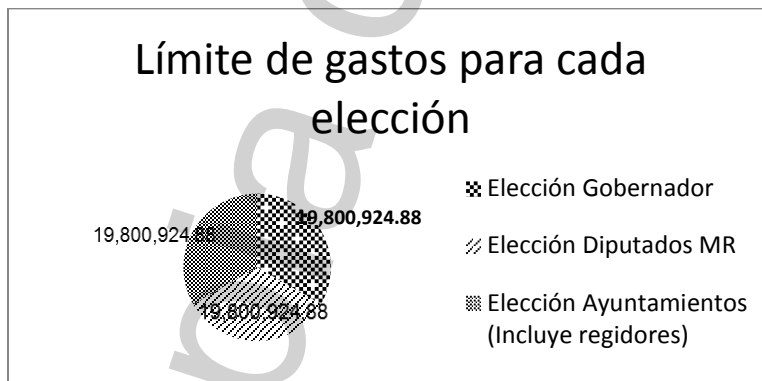 Límite de gastos para cada
elección
19,800,924.88
19,800,924.88
19,800,924.88
Elección Gobernador
Elección Diputados MR
Elección Ayuntamientos
(Incluye regidores)